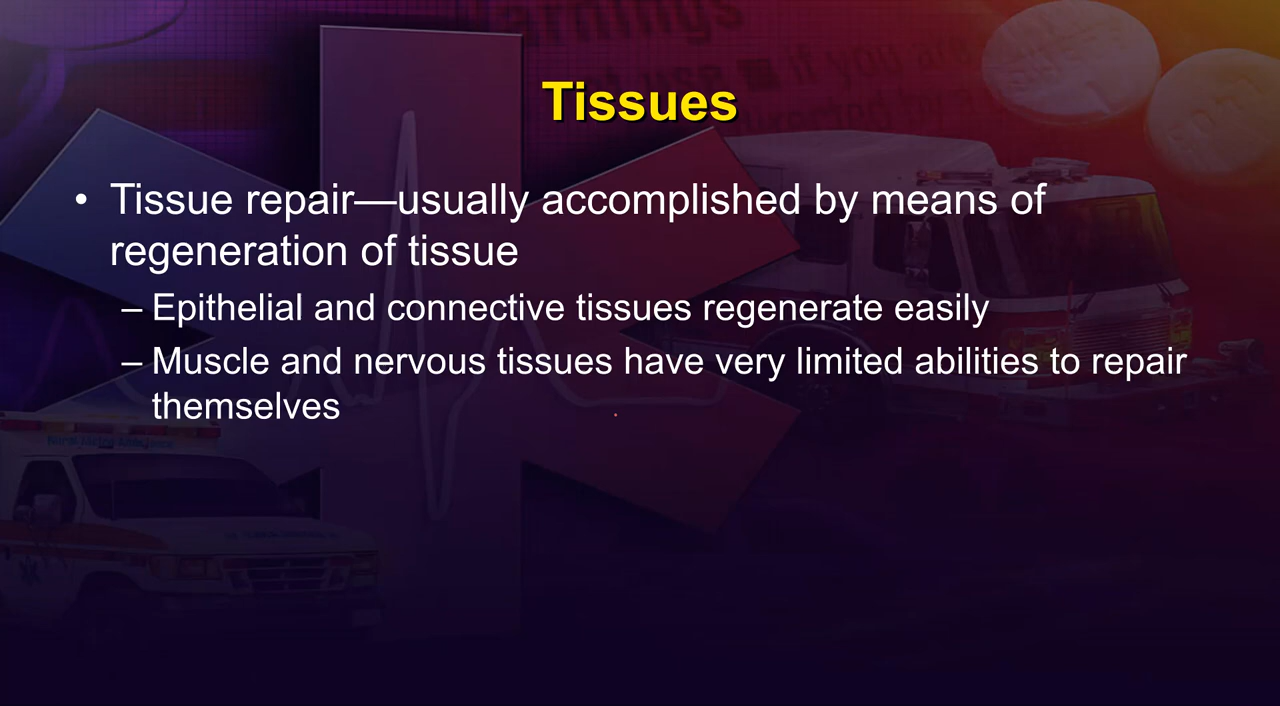 Tissues
• Tissue repair—usually accomplished by means of
regeneration of tissue
– Epithelial and connective tissues regenerate easily
– Muscle and nervous tissues have very limited abilities to repair
themselves